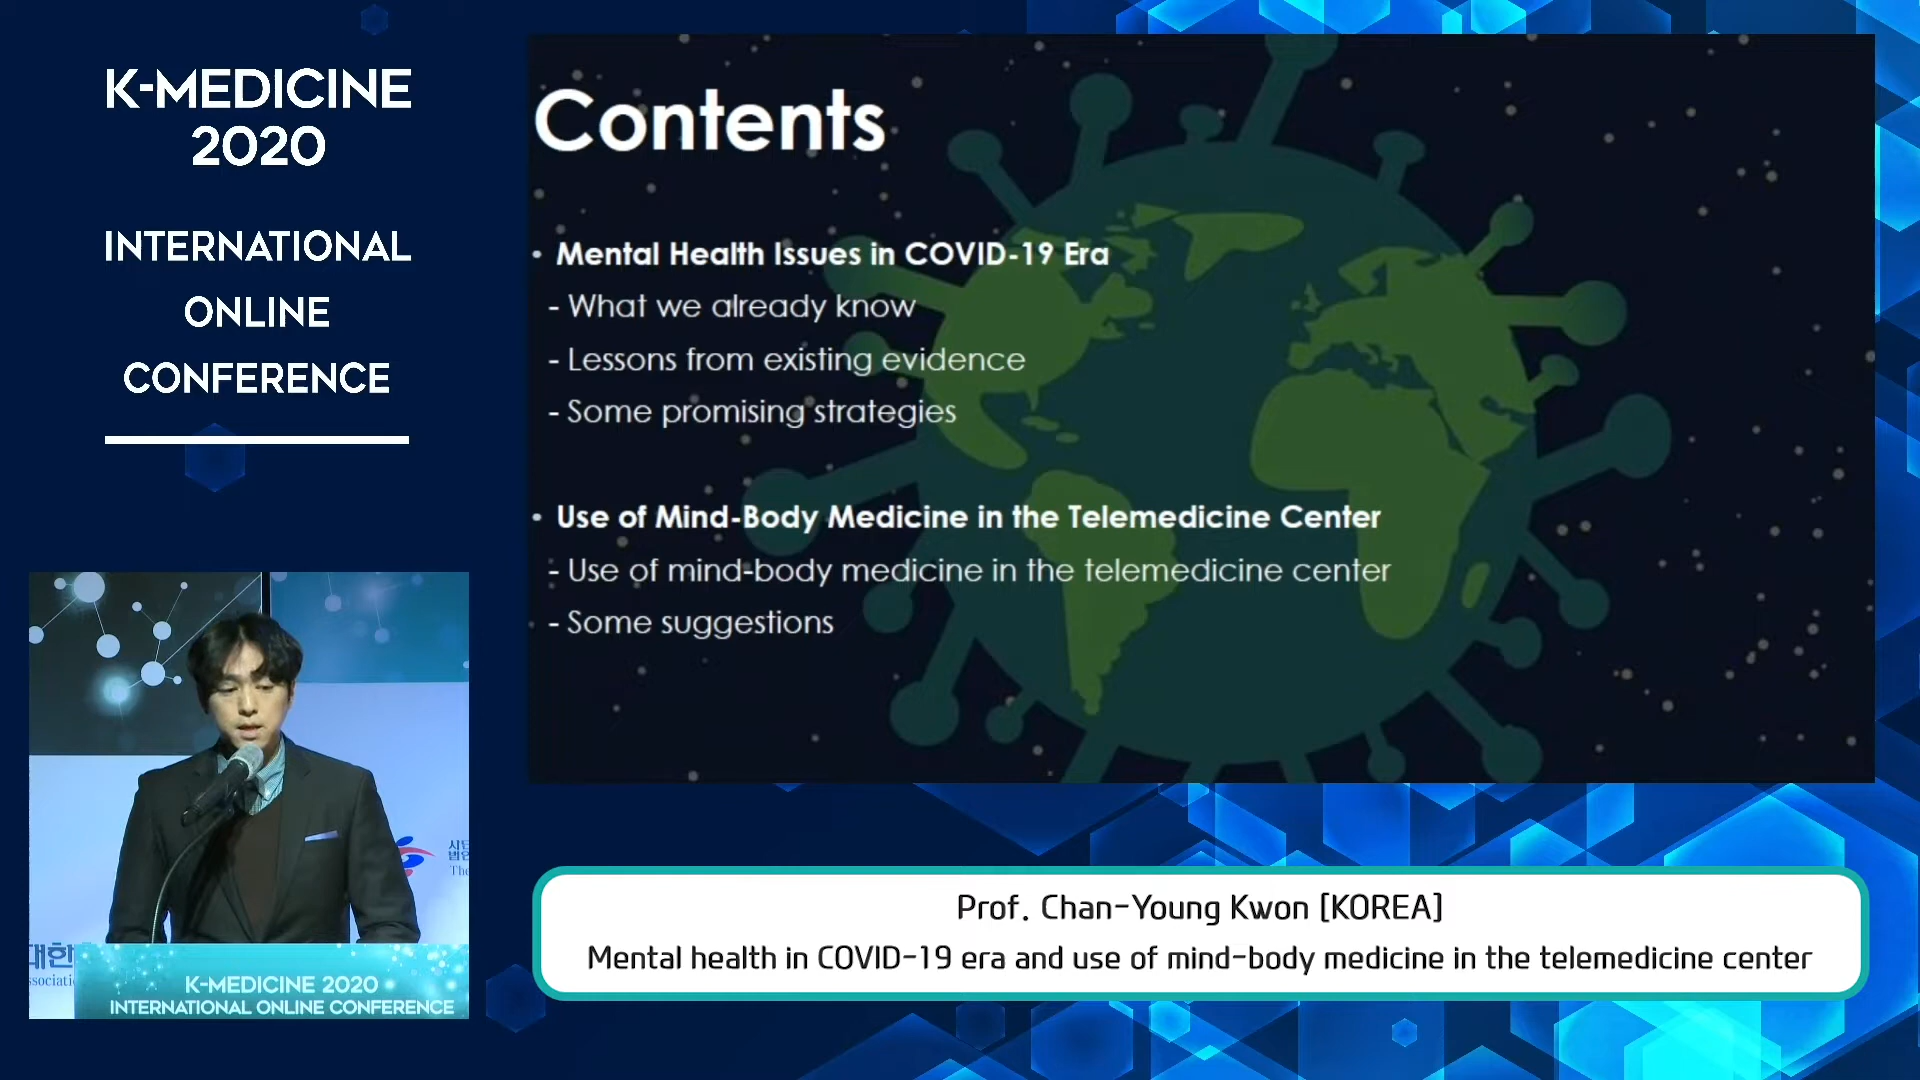 K-MEDICINE
2020
INTERNATIONAL
ONLINE
CONFERENCE
Contents
• Mental Health Issues in COVID-19 Era
- What we already know
- Lessons from existing evidence
- Some promising strategies
• Use of Mind-Body Medicine in the Telemedicine Center
- Use of mind-body medicine in the telemedicine center
- Some suggestions
The
대한
K-MEDICINE 2020
INTERNATIONAL ONLINE CONFERENCE
Prof. Chan-Young Kwon [KOREA]
Mental health in COVID-19 era and use of mind-body medicine in the telemedicine center